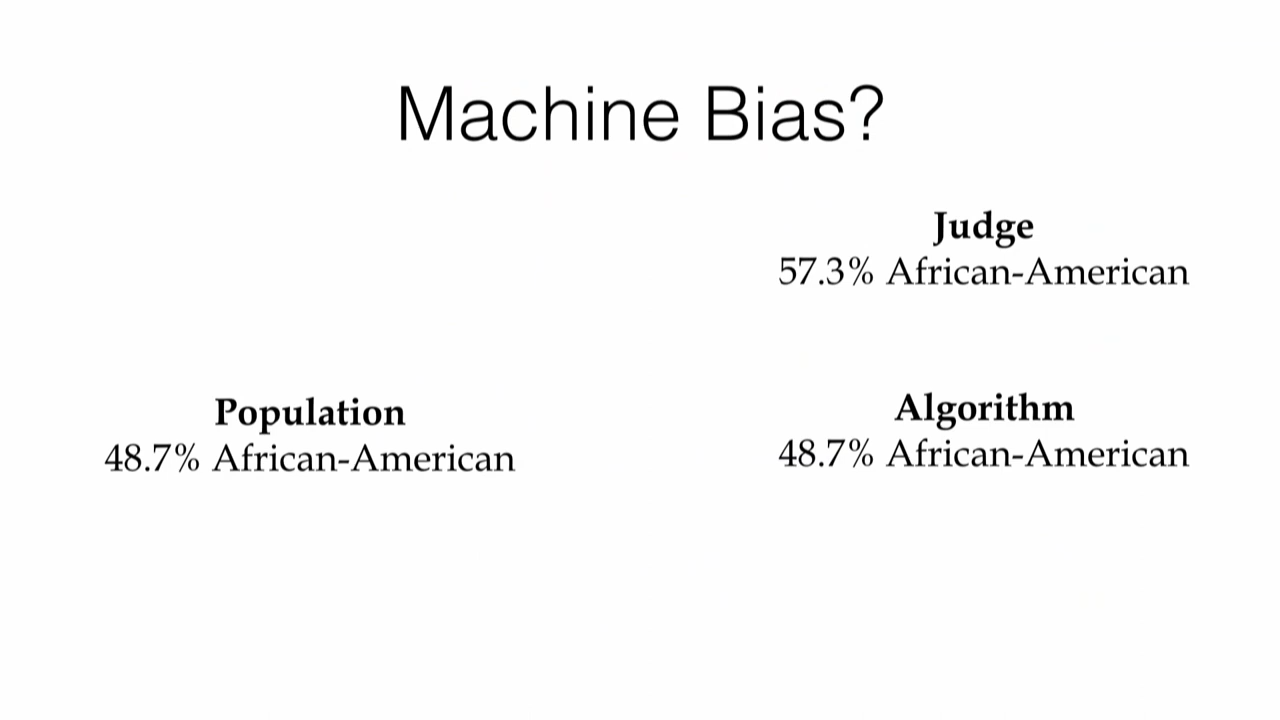 Machine Bias?
Judge
57.3% African-American
Population
48.7% African-American
Algorithm
48.7% African-American